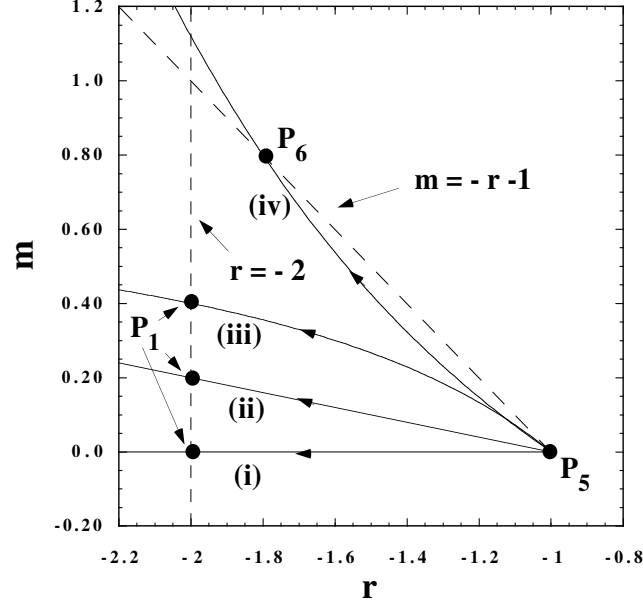 1.2
1.0
0.80
0.60
0.40
0.20
0.0
-0.20
m
P6
(iv)
m = - r -1
r = - 2
P1
(iii)
(ii)
(i)
P5
-2.2 -2 -1.8 -1.6 -1.4 -1.2 -1 -0.8
r